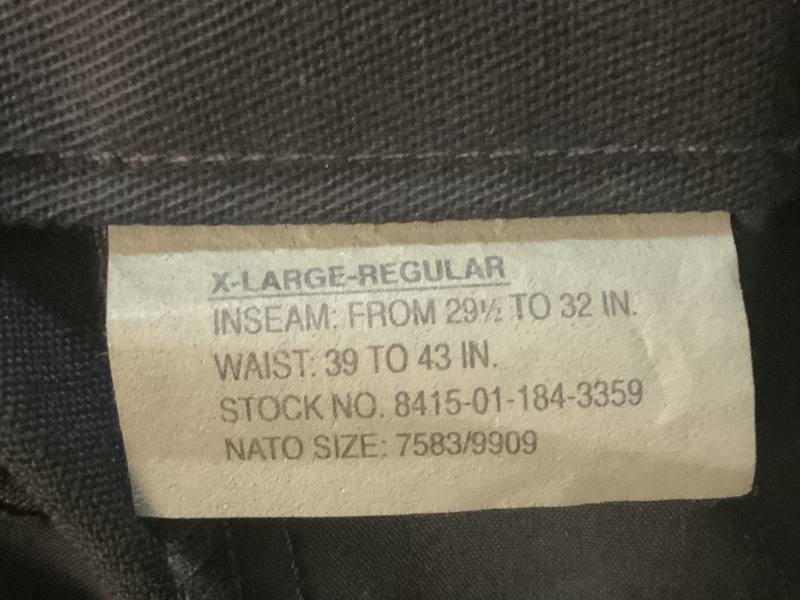 X-LARGE-REGULAR
INSEAM: FROM 29½ TO 32 IN.
WAIST: 39 TO 43 IN.
STOCK NO. 8415-01-184-3359
NATO SIZE: 7583/9909